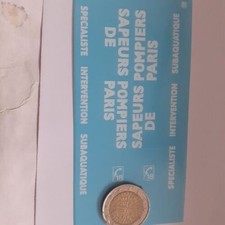 SPECIALISTE INTERVENTION SUBAQUATIQUE
SAPEURS POMPIERS
DE PARIS
SAPEURS POMPIERS
DE PARIS
SPECIALISTE INTERVENTION SUBAQUATIQUE